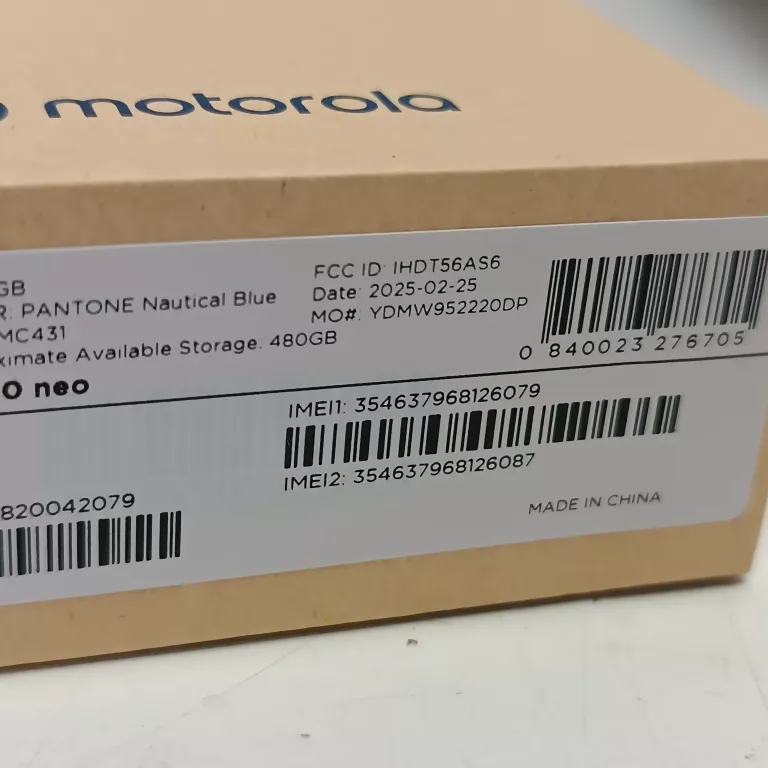 motorola
GB
R: PANTONE Nautical Blue
MC431
ximate Available Storage: 480GB
0 neo
FCC ID: IHDT56AS6
Date: 2025-02-25
MO#: YDMW952220DP
0 840023 276705
IMEI1: 354637968126079
IMEI2: 354637968126087
820042079
MADE IN CHINA